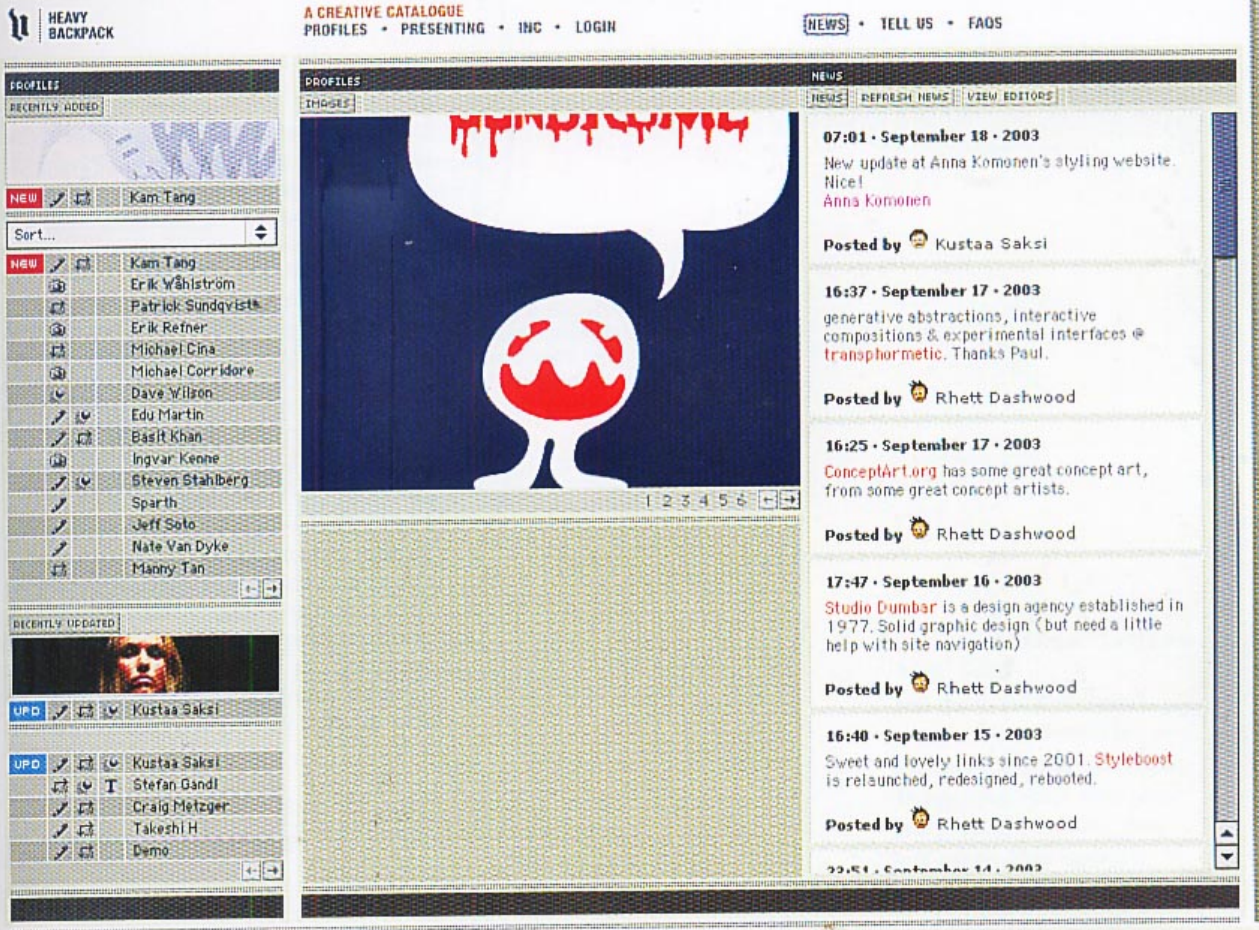 HEAVY
BACKPACK
A CREATIVE CATALOGUE
PROFILES • PRESENTING • INC • LOGIN
NEWS • TELL US • FAQS
PROFILES
RECENTLY ADDED
NEW Kam Tang
Sort...
NEW Kam Tang
Erik Wåhlström
Patrick Sundqvist
Erik Refner
Michael Cina
Michael Corridore
Dave Wilson
Edu Martin
Basit Khan
Ingvar Kenne
Steven Stahlberg
Sparth
Jeff Soto
Nate Van Dyke
Manny Tan
RECENTLY UPDATED
UPD Kustaa Saksi
UPD Kustaa Saksi
T Stefan Gandl
Craig Metzger
Takeshi H
Demo
PROFILES
IMAGES
1 2 3 4 5 6
NEWS
NEWS REFRESH NEWS VIEW EDITORS
07:01 • September 18 • 2003
New update at Anna Komonen's styling website.
Nice!
Anna Komonen
Posted by Kustaa Saksi
16:37 • September 17 • 2003
generative abstractions, interactive
compositions & experimental interfaces @
transphormetic. Thanks Paul.
Posted by Rhett Dashwood
16:25 • September 17 • 2003
ConceptArt.org has some great concept art,
from some great concept artists.
Posted by Rhett Dashwood
17:47 • September 16 • 2003
Studio Dumbar is a design agency established in
1977. Solid graphic design (but need a little
help with site navigation)
Posted by Rhett Dashwood
16:40 • September 15 • 2003
Sweet and lovely links since 2001. Styleboost
is relaunched, redesigned, rebooted.
Posted by Rhett Dashwood
22:51 • September 14 • 2003